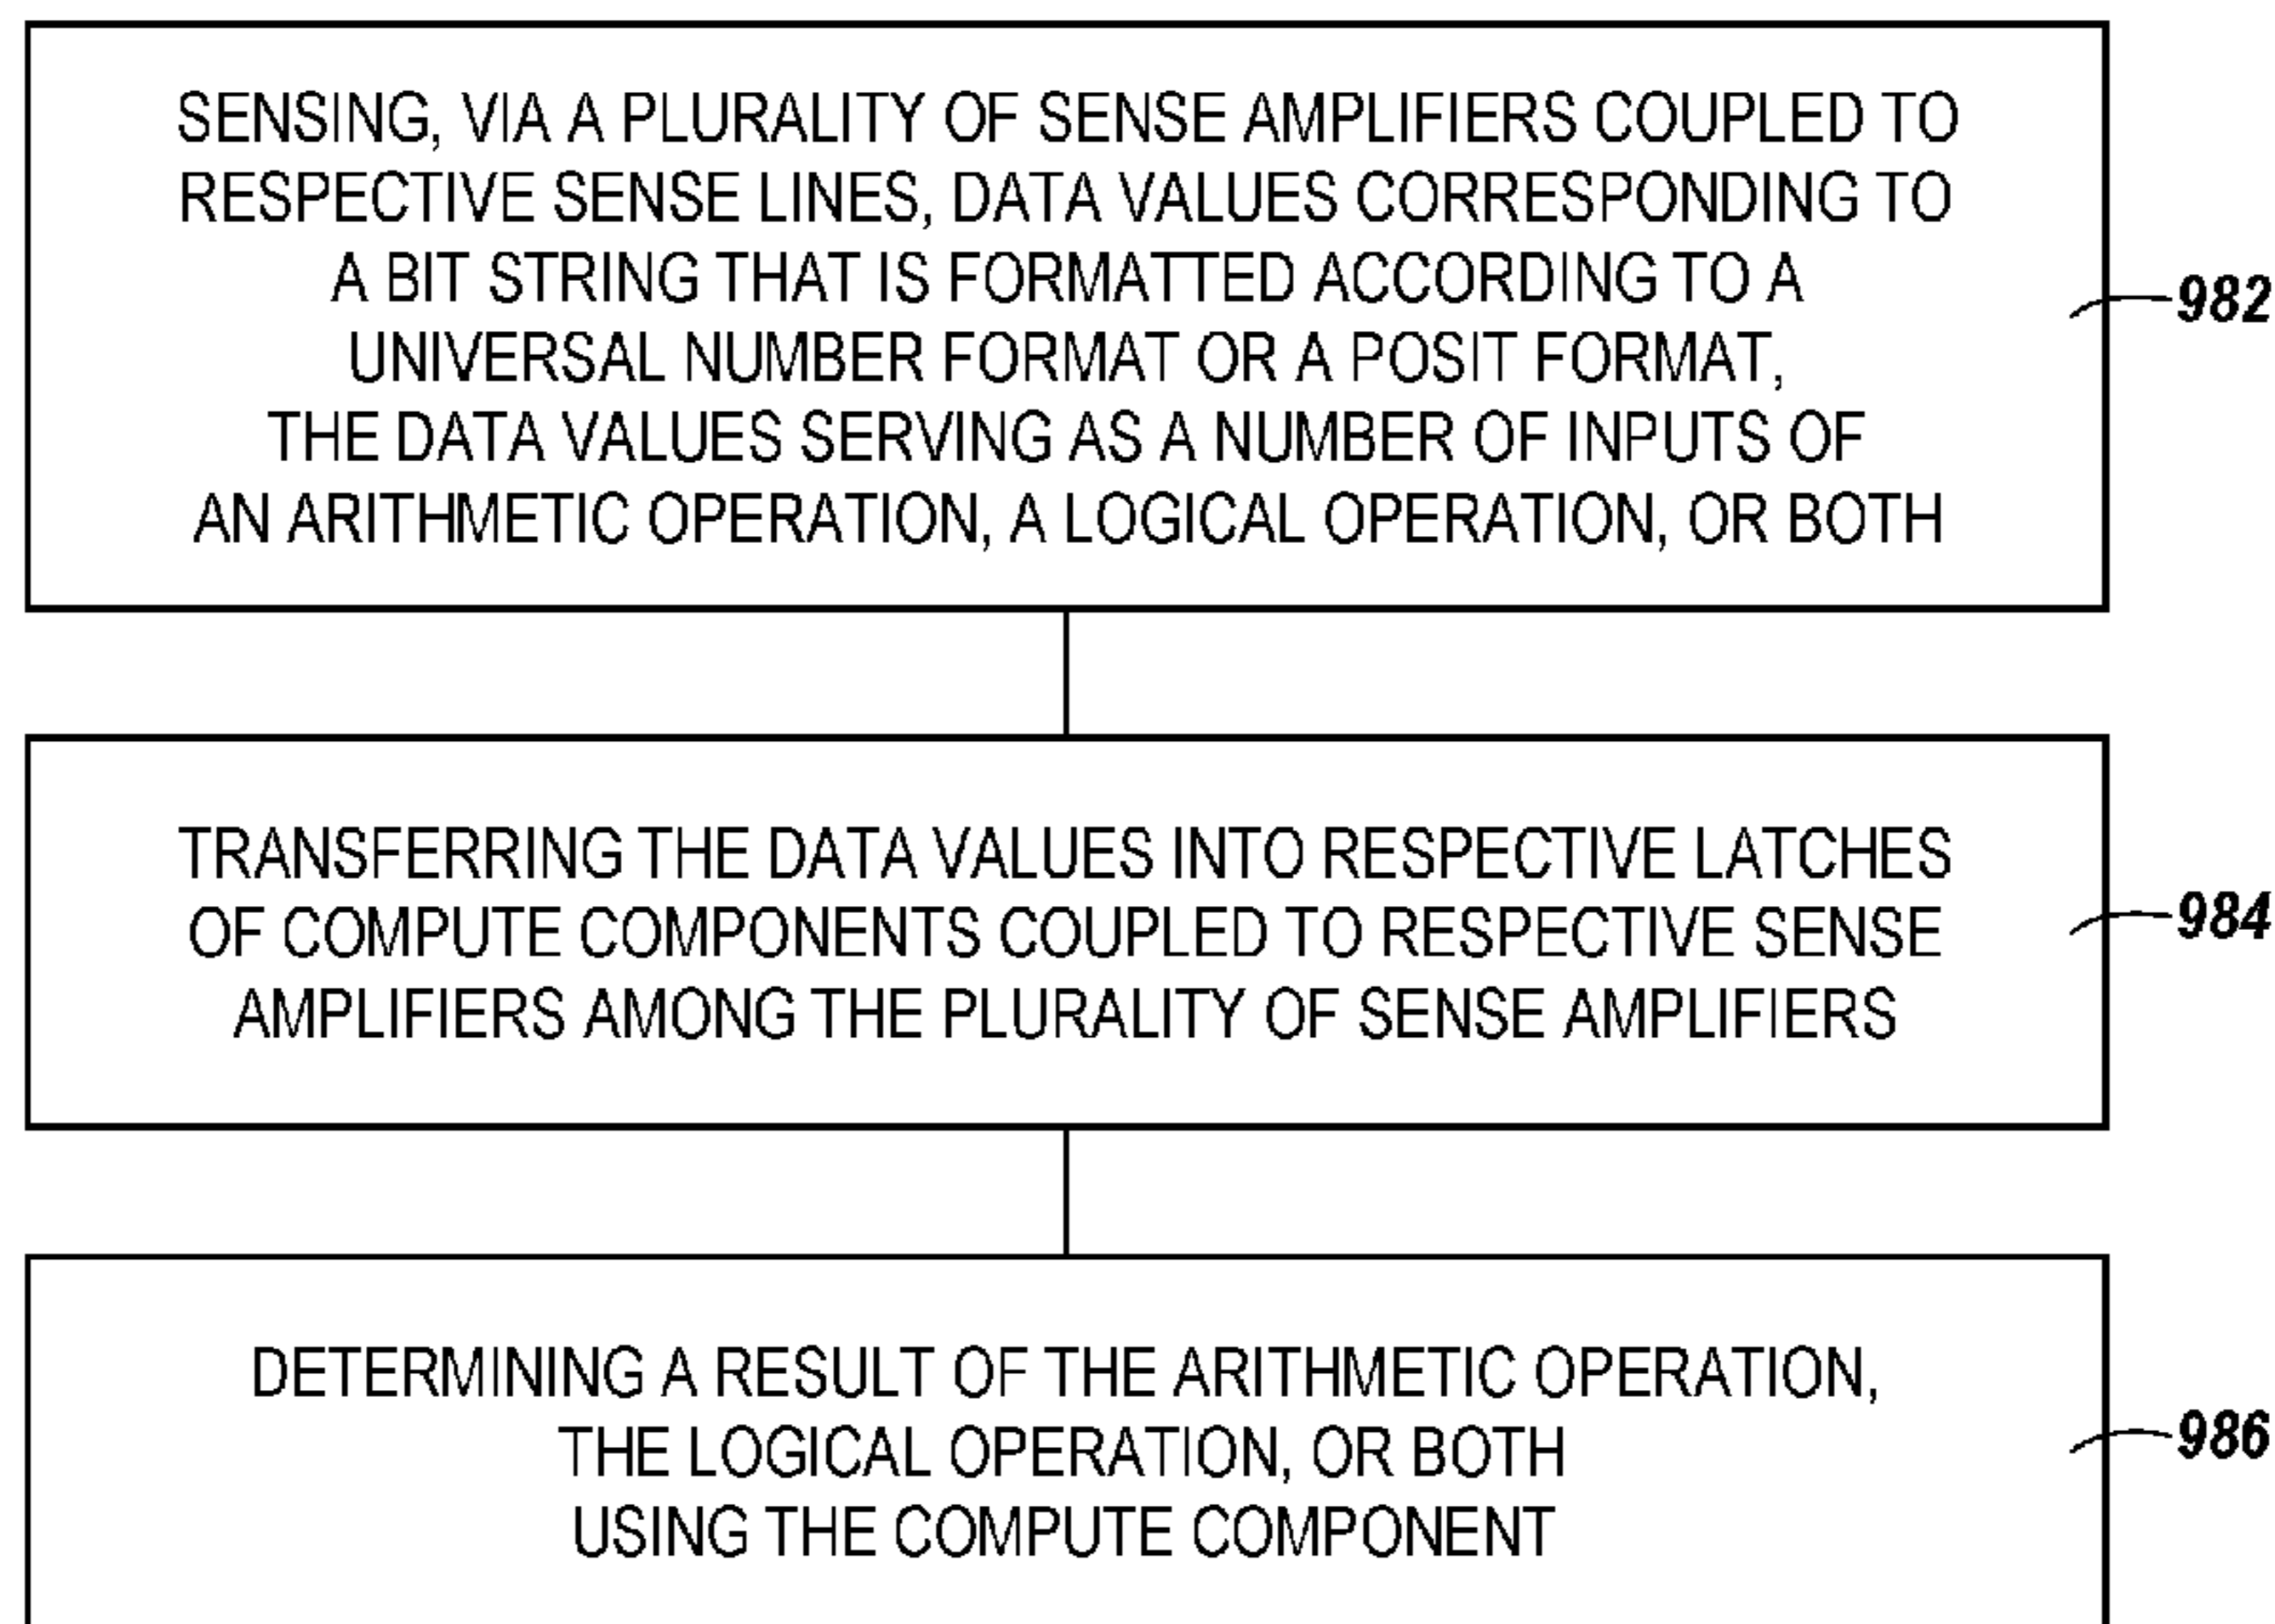 SENSING, VIA A PLURALITY OF SENSE AMPLIFIERS COUPLED TO
RESPECTIVE SENSE LINES, DATA VALUES CORRESPONDING TO
A BIT STRING THAT IS FORMATTED ACCORDING TO A
UNIVERSAL NUMBER FORMAT OR A POSIT FORMAT,
THE DATA VALUES SERVING AS A NUMBER OF INPUTS OF
AN ARITHMETIC OPERATION, A LOGICAL OPERATION, OR BOTH
982
TRANSFERRING THE DATA VALUES INTO RESPECTIVE LATCHES
OF COMPUTE COMPONENTS COUPLED TO RESPECTIVE SENSE
AMPLIFIERS AMONG THE PLURALITY OF SENSE AMPLIFIERS
984
DETERMINING A RESULT OF THE ARITHMETIC OPERATION,
THE LOGICAL OPERATION, OR BOTH
USING THE COMPUTE COMPONENT
986